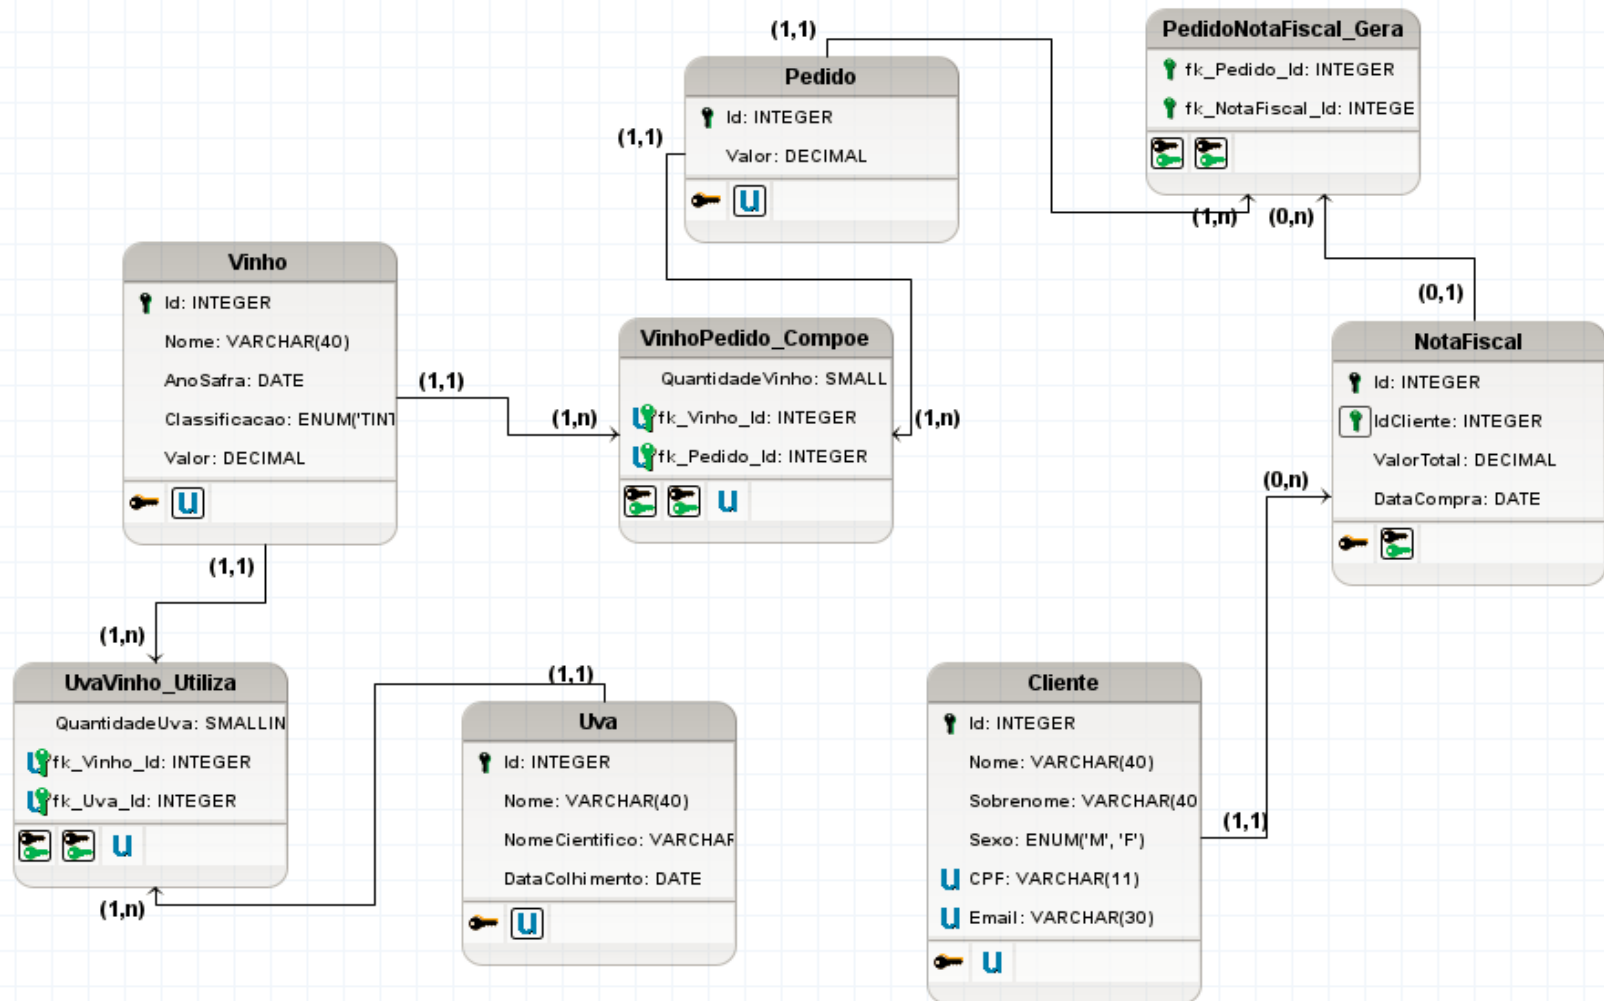 (1,1)
PedidoNotaFiscal_Gera
fk_Pedido_Id: INTEGER
fk_NotaFiscal_Id: INTEGE
Pedido
Id: INTEGER
Valor: DECIMAL
U
(1,1)
(1,n)
(0,n)
Vinho
Id: INTEGER
Nome: VARCHAR(40)
AnoSafra: DATE
Classificacao: ENUM('TINT
Valor: DECIMAL
U
(1,1)
(1,n)
VinhoPedido_Compoe
QuantidadeVinho: SMALL
U fk_Vinho_Id: INTEGER
U fk_Pedido_Id: INTEGER
U
(1,n)
(0,1)
NotaFiscal
Id: INTEGER
IdCliente: INTEGER
ValorTotal: DECIMAL
DataCompra: DATE
(0,n)
(1,1)
(1,n)
UvaVinho_Utiliza
QuantidadeUva: SMALLIN
U fk_Vinho_Id: INTEGER
U fk_Uva_Id: INTEGER
U
(1,n)
(1,1)
Uva
Id: INTEGER
Nome: VARCHAR(40)
NomeCientifico: VARCHAR
DataColhimento: DATE
U
Cliente
Id: INTEGER
Nome: VARCHAR(40)
Sobrenome: VARCHAR(40
Sexo: ENUM('M', 'F')
U CPF: VARCHAR(11)
U Email: VARCHAR(30)
U
(1,1)